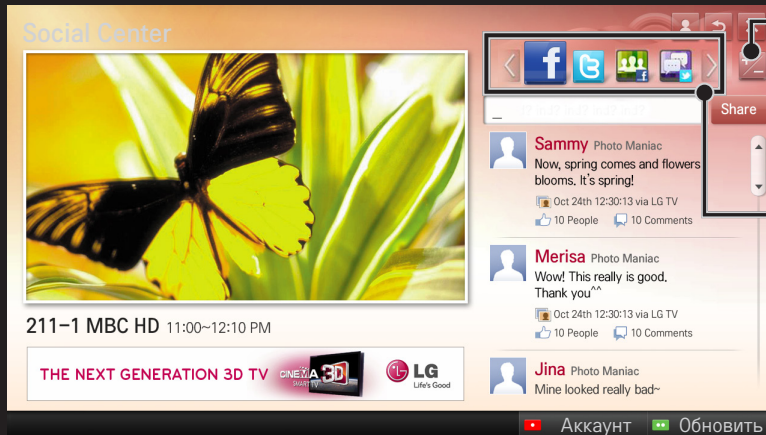 Social Center
Share
Sammy Photo Maniac
Now, spring comes and flowers
blooms. It's spring!
Oct 24th 12:30:13 via LG TV
10 People 10 Comments
Merisa Photo Maniac
Wow! This really is good,
Thank you^^
Oct 24th 12:30:13 via LG TV
10 People 10 Comments
Jina Photo Maniac
Mine looked really bad~
211-1 MBC HD 11:00~12:10 PM
THE NEXT GENERATION 3D TV CINEMA 3D SMART TV LG Life's Good
Аккаунт Обновить